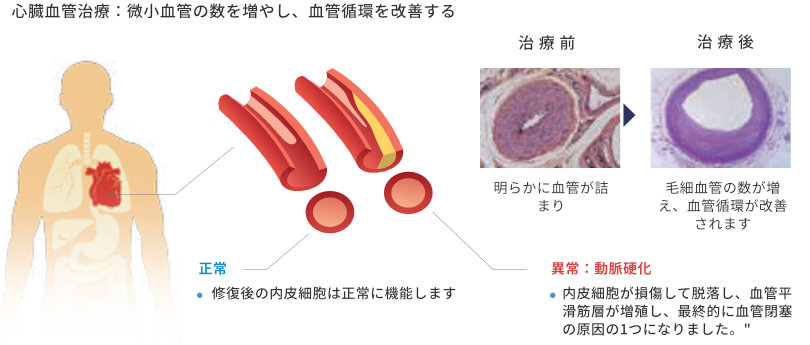 心臓血管治療：微小血管の数を増やし、血管循環を改善する
治療前
治療後
明らかに血管が詰
まり
毛細血管の数が増
え、血管循環が改善
されます
正常
• 修復後の内皮細胞は正常に機能します
異常：動脈硬化
• 内皮細胞が損傷して脱落し、血管平
滑筋層が増殖し、最終的に血管閉塞
の原因の1つになりました。"